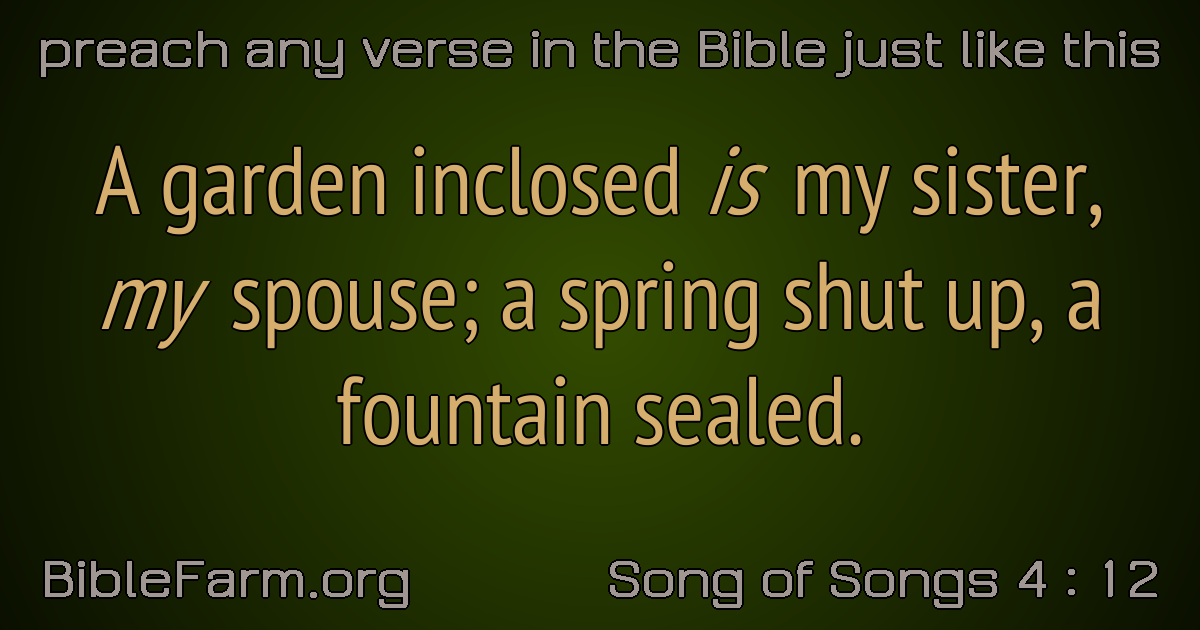 preach any verse in the Bible just like this
A garden inclosed is my sister,
my spouse; a spring shut up, a
fountain sealed.
BibleFarm.org
Song of Songs 4 : 12